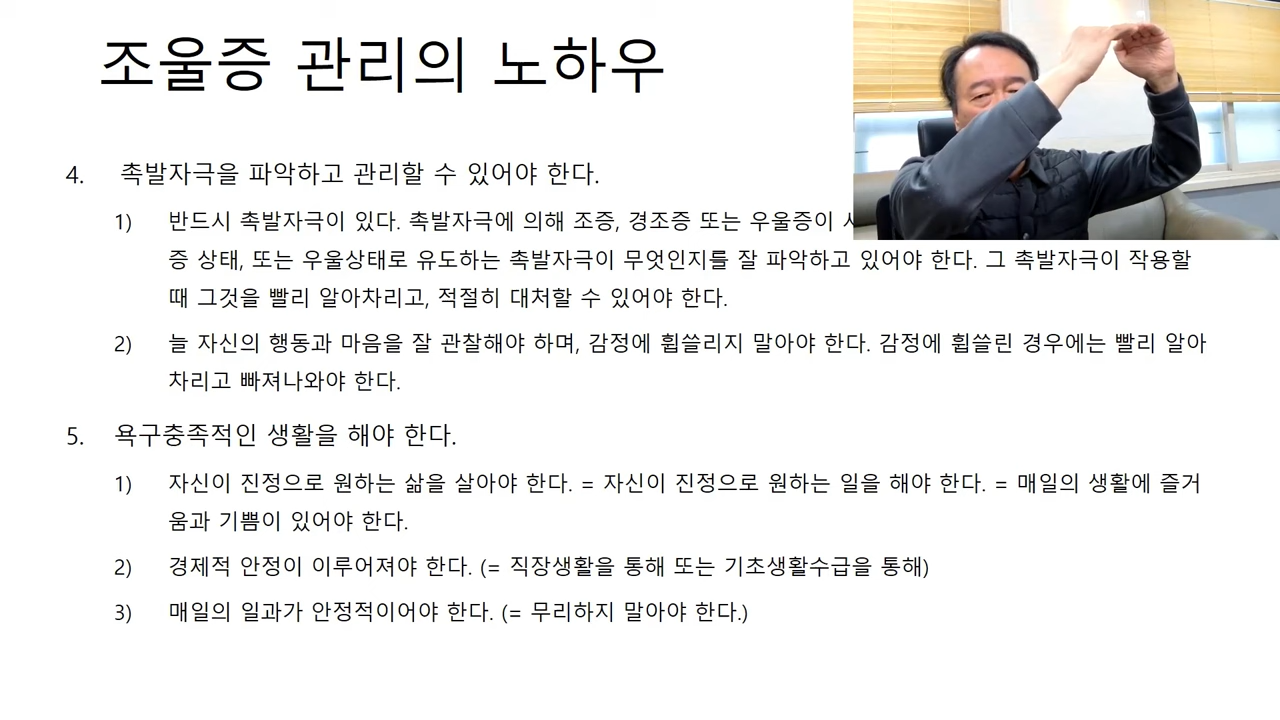 조울증 관리의 노하우
4. 촉발자극을 파악하고 관리할 수 있어야 한다.
1) 반드시 촉발자극이 있다. 촉발자극에 의해 조증, 경조증 또는 우울증이
증 상태, 또는 우울상태로 유도하는 촉발자극이 무엇인지를 잘 파악하고 있어야 한다. 그 촉발자극이 작용할
때 그것을 빨리 알아차리고, 적절히 대처할 수 있어야 한다.
2) 늘 자신의 행동과 마음을 잘 관찰해야 하며, 감정에 휩쓸리지 말아야 한다. 감정에 휩쓸린 경우에는 빨리 알아
차리고 빠져나와야 한다.
5. 욕구충족적인 생활을 해야 한다.
1) 자신이 진정으로 원하는 삶을 살아야 한다. = 자신이 진정으로 원하는 일을 해야 한다. = 매일의 생활에 즐거
움과 기쁨이 있어야 한다.
2) 경제적 안정이 이루어져야 한다. (= 직장생활을 통해 또는 기초생활수급을 통해)
3) 매일의 일과가 안정적이어야 한다. (= 무리하지 말아야 한다.)